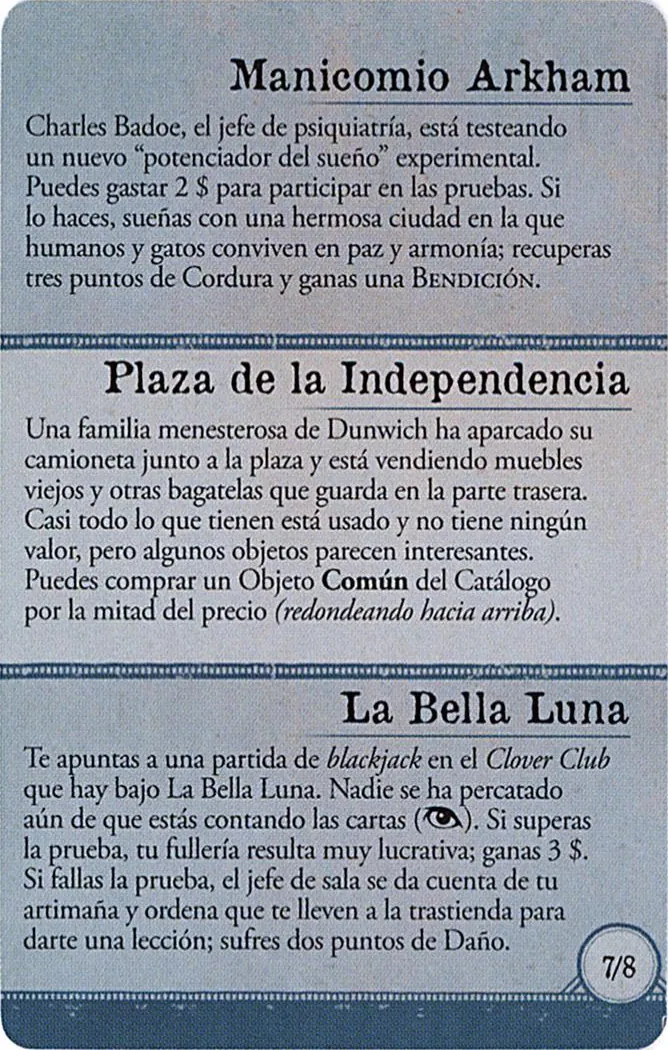 Manicomio Arkham
Charles Badoe, el jefe de psiquiatría, está testeando
un nuevo “potenciador del sueño” experimental.
Puedes gastar 2 $ para participar en las pruebas. Si
lo haces, sueñas con una hermosa ciudad en la que
humanos y gatos conviven en paz y armonía; recuperas
tres puntos de Cordura y ganas una BENDICIÓN.
Plaza de la Independencia
Una familia menesterosa de Dunwich ha aparcado su
camioneta junto a la plaza y está vendiendo muebles
viejos y otras bagatelas que guarda en la parte trasera.
Casi todo lo que tienen está usado y no tiene ningún
valor, pero algunos objetos parecen interesantes.
Puedes comprar un Objeto Común del Catálogo
por la mitad del precio (redondeando hacia arriba).
La Bella Luna
Te apuntas a una partida de blackjack en el Clover Club
que hay bajo La Bella Luna. Nadie se ha percatado
aún de que estás contando las cartas (). Si superas
la prueba, tu fullería resulta muy lucrativa; ganas 3 $.
Si fallas la prueba, el jefe de sala se da cuenta de tu
artimaña y ordena que te lleven a la trastienda para
darte una lección; sufres dos puntos de Daño.
7/8